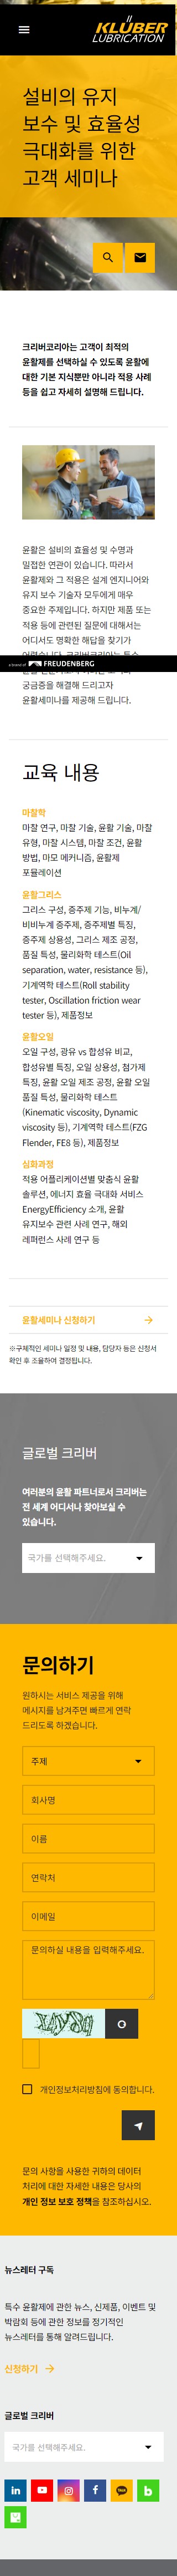 KLÜBER
LUBRICATION
설비의 유지
보수 및 효율성
극대화를 위한
고객 세미나
크리버코리아는 고객이 최적의
윤활제를 선택하실 수 있도록 윤활에
대한 기본 지식뿐만 아니라 적용 사례
등을 쉽고 자세히 설명해 드립니다.
윤활은 설비의 효율성 및 수명과
밀접한 연관이 있습니다. 따라서
윤활제와 그 적용은 설계 엔지니어와
유지 보수 기술자 모두에게 매우
중요한 주제입니다. 하지만 제품 또는
적용 등에 관련된 질문에 대해서는
어디서도 명확한 해답을 찾기가
a brand of FREUDENBERG
궁금증을 해결해 드리고자
윤활세미나를 제공해 드립니다.
교육 내용
마찰학
마찰 연구, 마찰 기술, 윤활 기술, 마찰
유형, 마찰 시스템, 마찰 조건, 윤활
방법, 마모 메커니즘, 윤활제
포뮬레이션
윤활그리스
그리스 구성, 증주제 기능, 비누계/
비비누계 증주제, 증주제별 특징,
증주제 상용성, 그리스 제조 공정,
품질 특성, 물리화학 테스트(Oil
separation, water, resistance 등),
기계역학 테스트(Roll stability
tester, Oscillation friction wear
tester 등), 제품정보
윤활오일
오일 구성, 광유 vs 합성유 비교,
합성유별 특징, 오일 상용성, 첨가제
특징, 윤활 오일 제조 공정, 윤활 오일
품질 특성, 물리화학 테스트
(Kinematic viscosity, Dynamic
viscosity 등), 기계역학 테스트(FZG
Flender, FE8 등), 제품정보
심화과정
적용 어플리케이션별 맞춤식 윤활
솔루션, 에너지 효율 극대화 서비스
EnergyEfficiency 소개, 윤활
유지보수 관련 사례 연구, 해외
레퍼런스 사례 연구 등
윤활세미나 신청하기
※구체적인 세미나 일정 및 내용, 담당자 등은 신청서
확인 후 조율하여 결정됩니다.
글로벌 크리버
여러분의 윤활 파트너로서 크리버는
전 세계 어디서나 찾아보실 수
있습니다.
국가를 선택해주세요.
문의하기
원하시는 서비스 제공을 위해
메시지를 남겨주면 빠르게 연락
드리도록 하겠습니다.
주제
회사명
이름
연락처
이메일
문의하실 내용을 입력해주세요.
개인정보처리방침에 동의합니다.
문의 사항을 사용한 귀하의 데이터
처리에 대한 자세한 내용은 당사의
개인 정보 보호 정책을 참조하십시오.
뉴스레터 구독
특수 윤활제에 관한 뉴스, 신제품, 이벤트 및
박람회 등에 관한 정보를 정기적인
뉴스레터를 통해 알려드립니다.
신청하기
글로벌 크리버
국가를 선택해주세요.